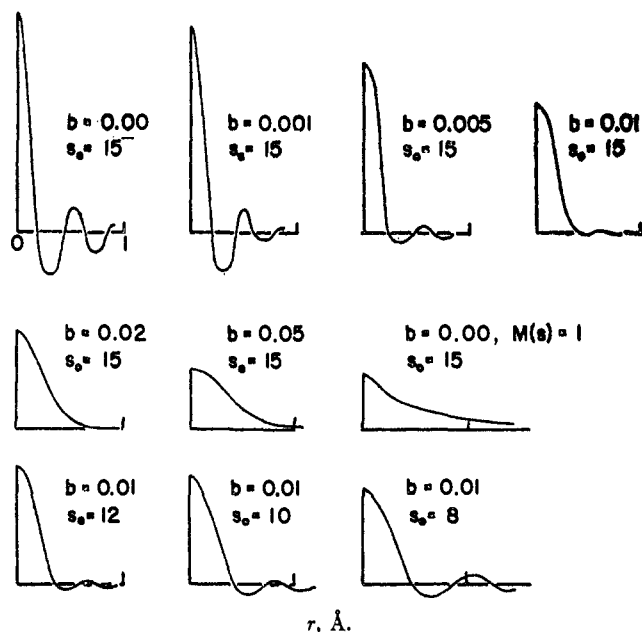 b = 0.00
s₀ = 15
b = 0.001
s₀ = 15
b = 0.005
s₀ = 15
b = 0.01
s₀ = 15
0
1
b = 0.02
s₀ = 15
b = 0.05
s₀ = 15
b = 0.00, M(s) = 1
s₀ = 15
b = 0.01
s₀ = 12
b = 0.01
s₀ = 10
b = 0.01
s₀ = 8
r, Å.